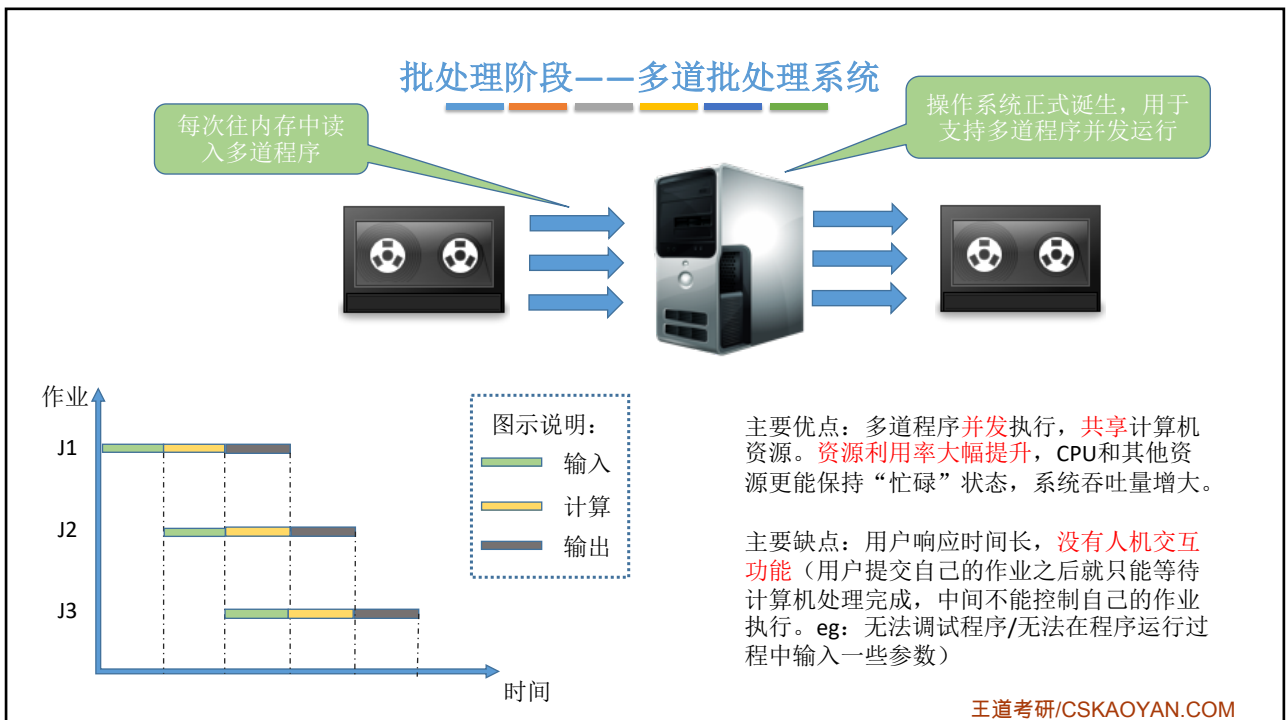 批处理阶段——多道批处理系统
每次往内存中读
入多道程序
操作系统正式诞生，用于
支持多道程序并发运行
作业
J1
J2
J3
时间
图示说明：
输入
计算
输出
主要优点：多道程序并发执行，共享计算机
资源。资源利用率大幅提升，CPU和其他资
源更能保持“忙碌”状态，系统吞吐量增大。
主要缺点：用户响应时间长，没有人机交互
功能（用户提交自己的作业之后就只能等待
计算机处理完成，中间不能控制自己的作业
执行。eg：无法调试程序/无法在程序运行过
程中输入一些参数）
王道考研/CSKAOYAN.COM